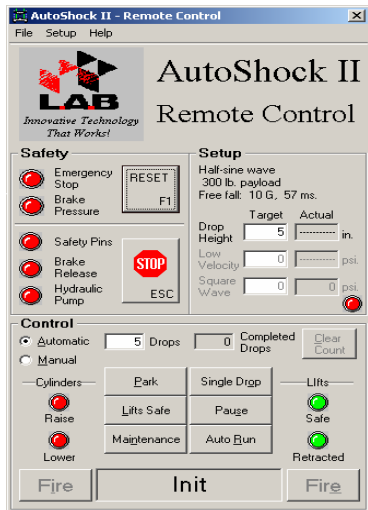 AutoShock II - Remote Control
File Setup Help
L.A.B
Innovative Technology
That Works!
AutoShock II
Remote Control
Safety
Emergency
Stop
RESET
F1
Brake
Pressure
Safety Pins
Brake
Release
STOP
Hydraulic
Pump
ESC
Setup
Half-sine wave
300 lb. payload
Free fall: 10 G, 57 ms.
Target Actual
Drop
Height 5 ---------- in.
Low
Velocity 0 ---------- psi.
Square
Wave 0 0 psi.
Control
Automatic 5 Drops 0 Completed
Drops
Clear
Count
Manual
Cylinders
Raise
Lower
Park
Single Drop
Lifts Safe
Pause
Maintenance
Auto Run
Lifts
Safe
Retracted
Fire
Init
Fire